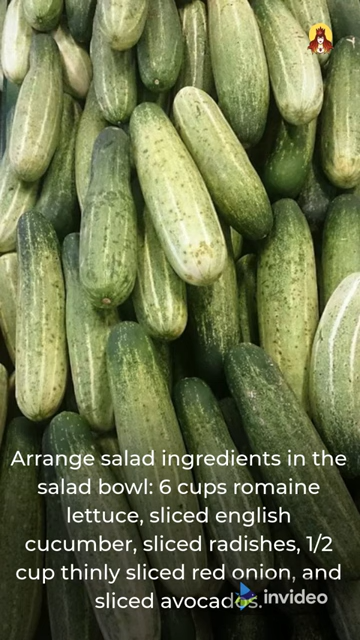 Arrange salad ingredients in the
salad bowl: 6 cups romaine
lettuce, sliced english
cucumber, sliced radishes, 1/2
cup thinly sliced red onion, and
sliced avocados.
invideo